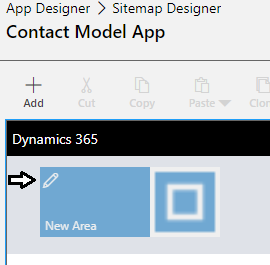 App Designer > Sitemap Designer
Contact Model App
Add Cut Copy Paste Clon
Dynamics 365
New Area